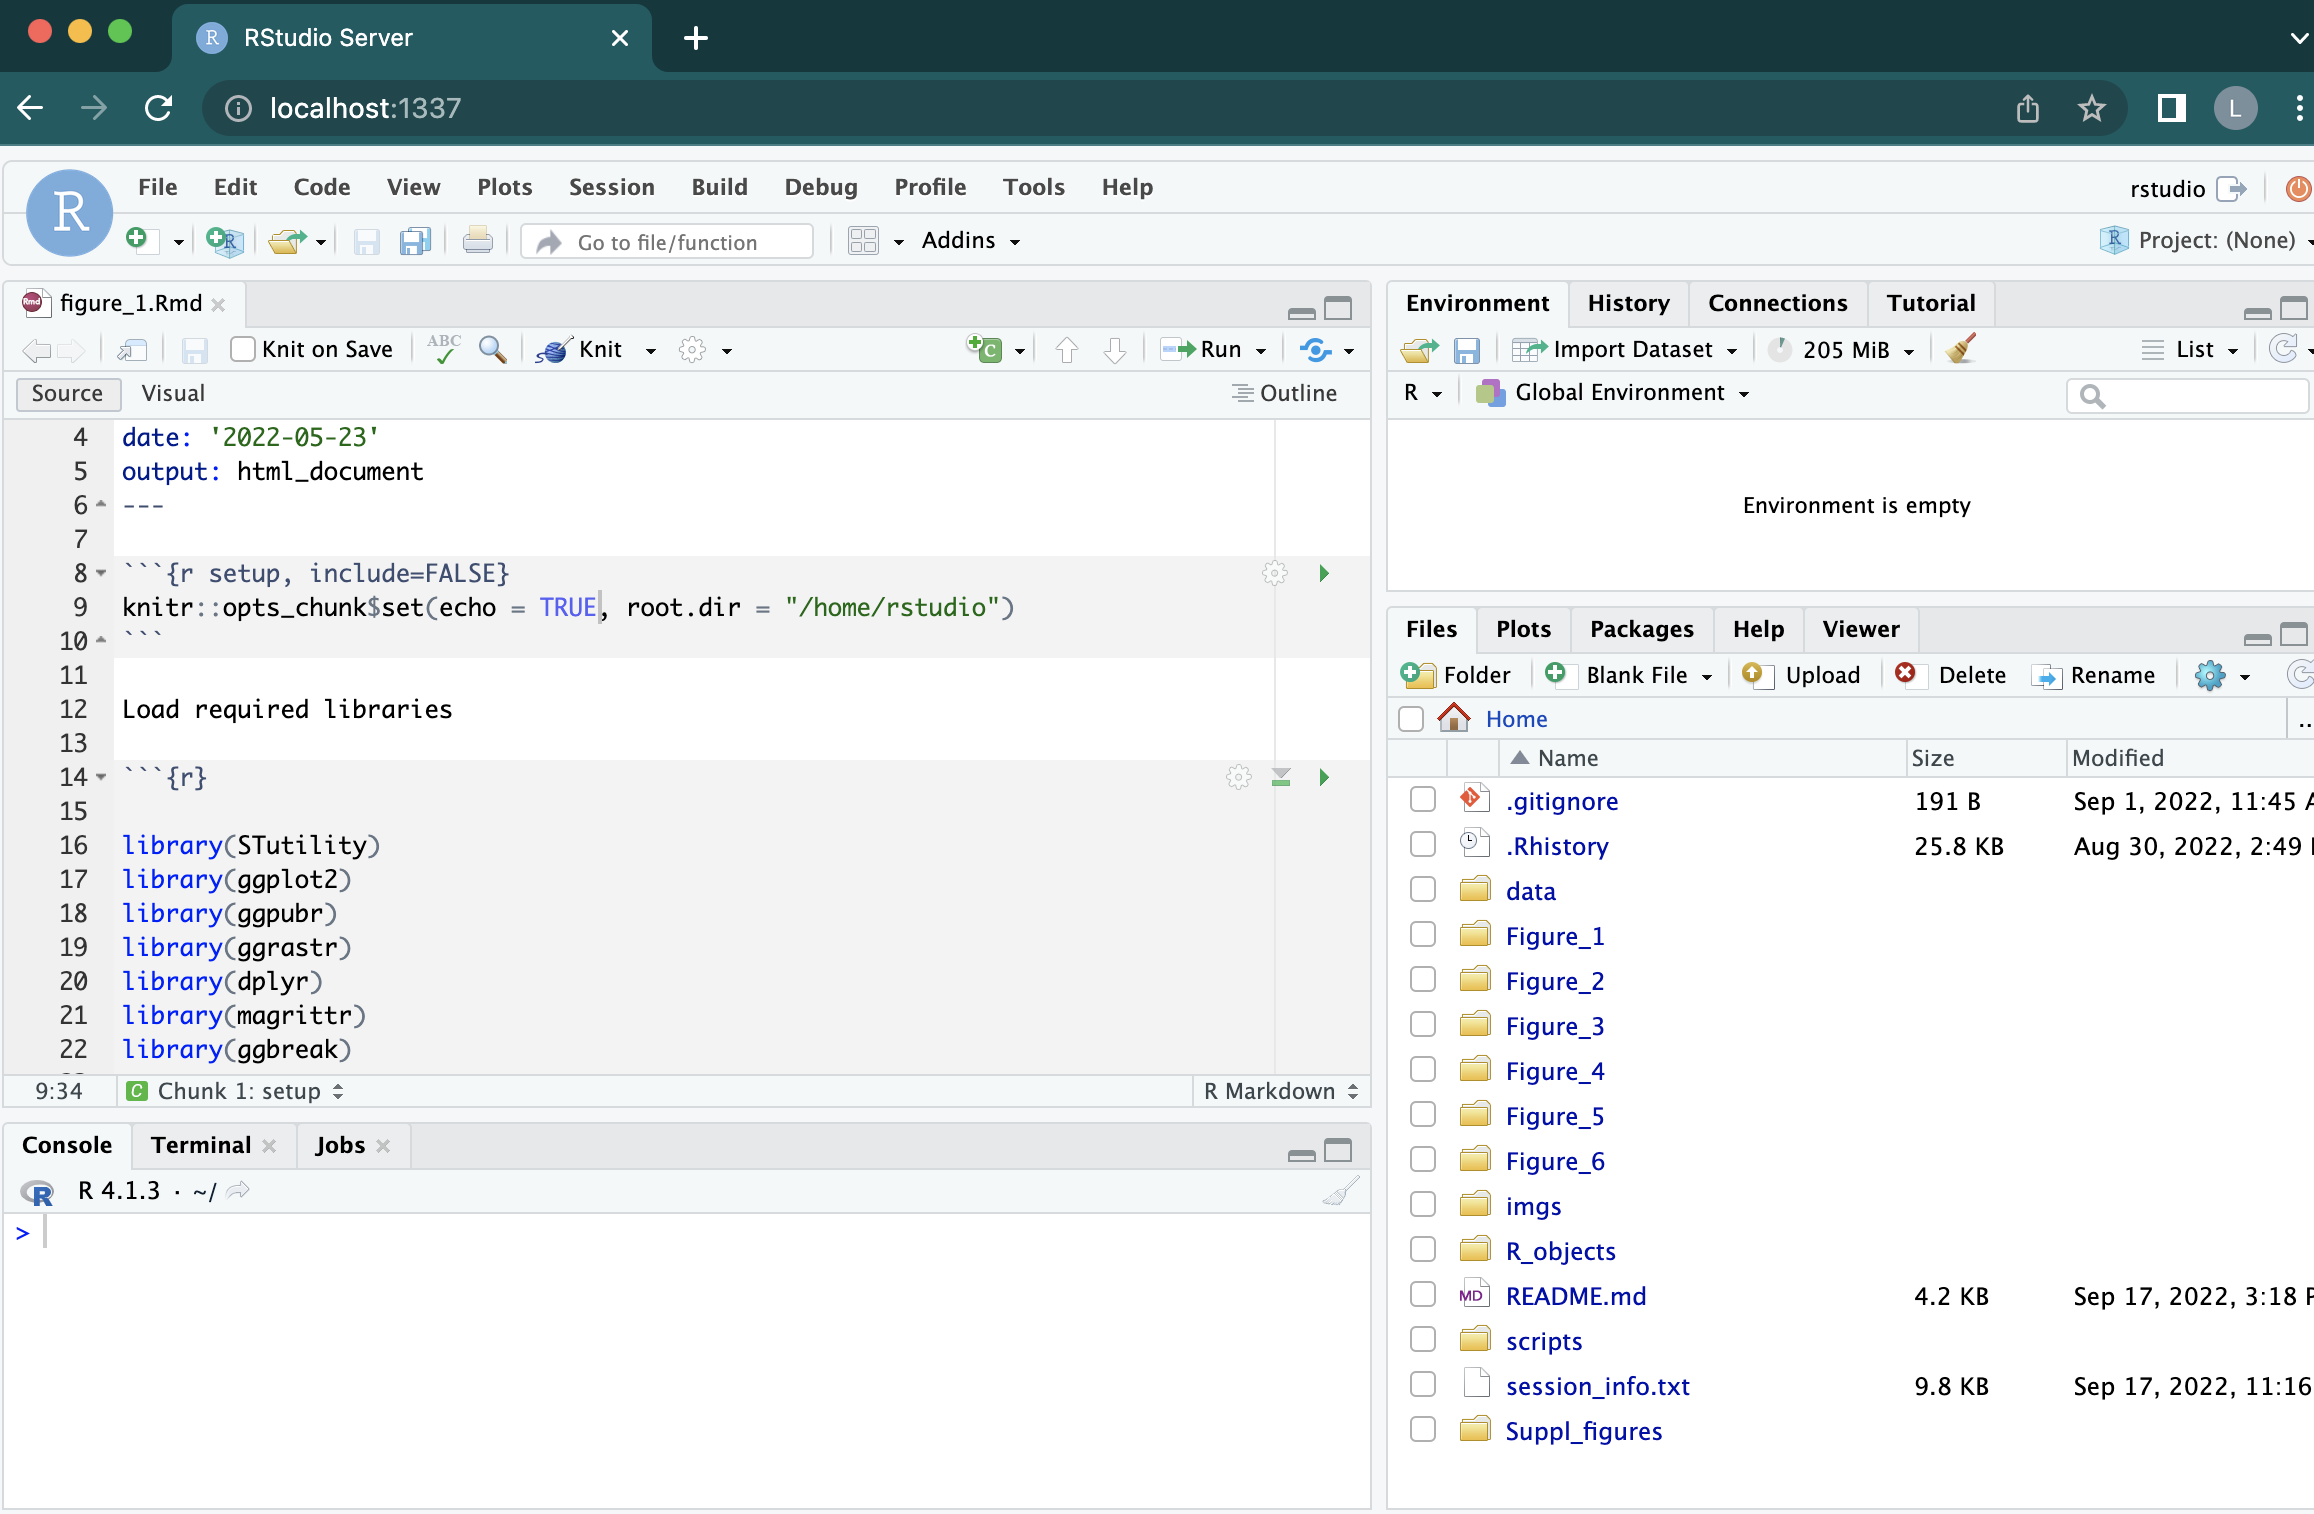 RStudio Server
localhost:1337
L
R
File Edit Code View Plots Session Build Debug Profile Tools Help
rstudio
Go to file/function
Addins
Project: (None)
figure_1.Rmd
Knit on Save
ABC
Knit
Run
Source Visual
Outline
4 date: '2022-05-23'
5 output: html_document
6 ---
7
8 ```{r setup, include=FALSE}
9 knitr::opts_chunk$set(echo = TRUE, root.dir = "/home/rstudio")
10 ```
11
12 Load required libraries
13
14 ```{r}
15
16 library(STutility)
17 library(ggplot2)
18 library(ggpubr)
19 library(ggrastr)
20 library(dplyr)
21 library(magrittr)
22 library(ggbreak)
9:34 C Chunk 1: setup R Markdown
Console Terminal Jobs
R R 4.1.3 · ~/
>
Environment History Connections Tutorial
Import Dataset 205 MiB List
R Global Environment
Environment is empty
Files Plots Packages Help Viewer
Folder Blank File Upload Delete Rename
Home ..
Name Size Modified
.gitignore 191 B Sep 1, 2022, 11:45
.Rhistory 25.8 KB Aug 30, 2022, 2:49
data
Figure_1
Figure_2
Figure_3
Figure_4
Figure_5
Figure_6
imgs
R_objects
MD README.md 4.2 KB Sep 17, 2022, 3:18
scripts
session_info.txt 9.8 KB Sep 17, 2022, 11:16
Suppl_figures